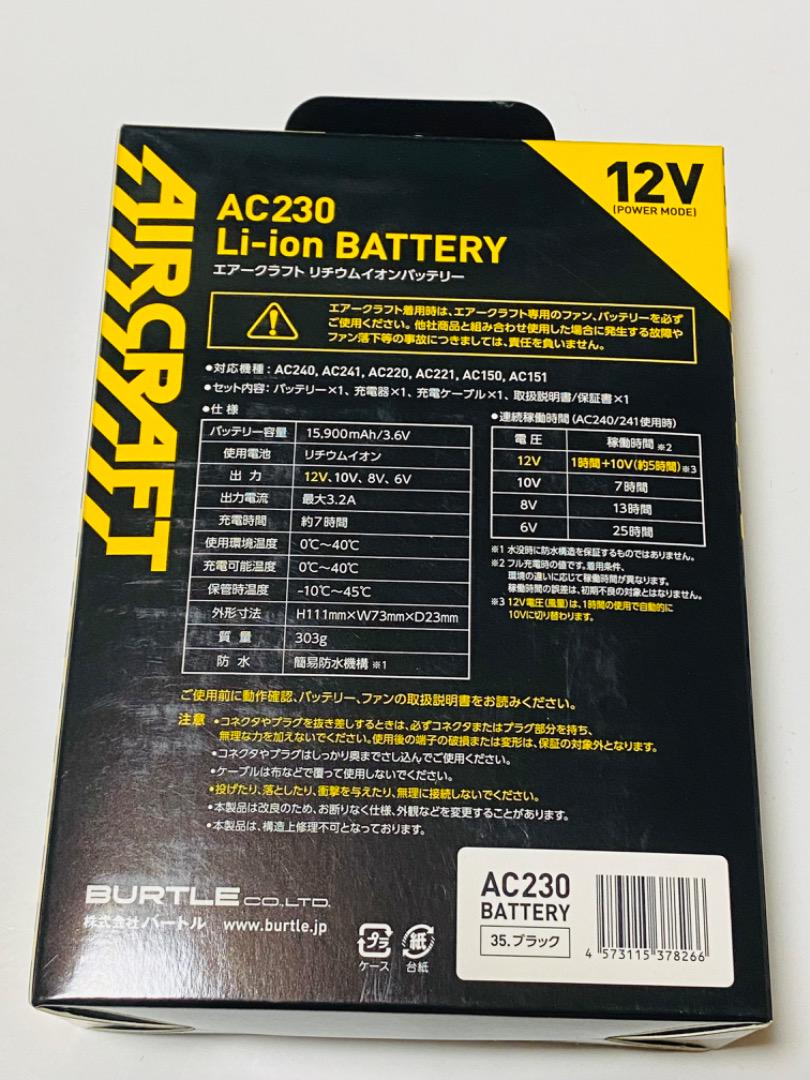 AIRCRAFT
12V
(POWER MODE)
AC230
Li-ion BATTERY
エアークラフト リチウムイオンバッテリー
エアークラフト着用時は、エアークラフト専用のファン、バッテリーを必ず
ご使用ください。他社商品と組み合わせ使用した場合に発生する故障や
ファン落下等の事故につきましては、責任を負いません。
•対応機種：AC240, AC241, AC220, AC221, AC150, AC151
•セット内容：バッテリー×1、充電器×1、充電ケーブル×1、取扱説明書/保証書×1
•仕 様
バッテリー容量 15,900mAh/3.6V
使用電池 リチウムイオン
出 力 12V、10V、8V、6V
出力電流 最大3.2A
充電時間 約7時間
使用環境温度 0℃〜40℃
充電可能温度 0℃〜40℃
保管時温度 -10℃〜45℃
外形寸法 H111mm×W73mm×D23mm
質 量 303g
防 水 簡易防水機構 ※1
•連続稼働時間 (AC240/241使用時)
電 圧 稼働時間 ※2
12V 1時間+10V(約5時間) ※3
10V 7時間
8V 13時間
6V 25時間
※1 水没時に防水構造を保証するものではありません。
※2 フル充電時の値です。着用条件、
環境の違いに応じて稼働時間が異なります。
稼働時間の誤差は、初期不良の対象とはなりません。
※3 12V電圧(風量)は、1時間の使用で自動的に
10Vに切り替わります。
ご使用前に動作確認、バッテリー、ファンの取扱説明書をお読みください。
注意 •コネクタやプラグを抜き差しするときは、必ずコネクタまたはプラグ部分を持ち、
無理な力を加えないでください。使用後の端子の破損または変形は、保証の対象外となります。
•コネクタやプラグはしっかり奥までさし込んでご使用ください。
•ケーブルは布などで覆って使用しないでください。
•投げたり、落としたり、衝撃を与えたり、無理に接続しないでください。
•本製品は改良のため、お断りなく仕様、外観などを変更することがあります。
•本製品は、構造上修理不可となっております。
BURTLE CO.,LTD.
株式会社バートル www.burtle.jp
プラ
ケース
紙
台紙
AC230
BATTERY
35.ブラック
4 573115 378266